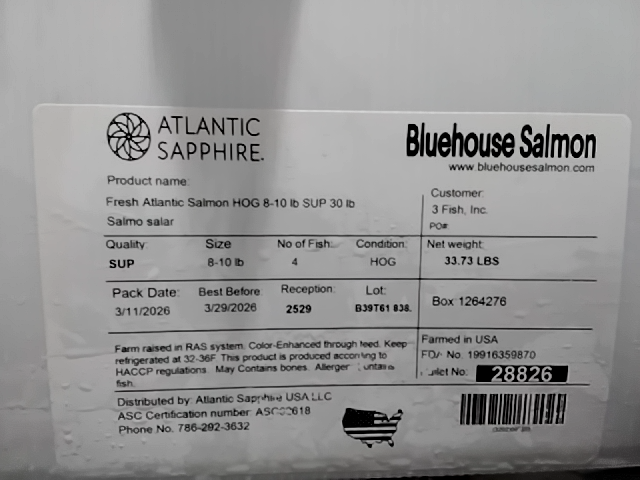 ATLANTIC
SAPPHIRE.
Bluehouse Salmon
www.bluehousesalmon.com
Product name:
Fresh Atlantic Salmon HOG 8-10 lb SUP 30 lb
Salmo salar
Customer:
3 Fish, Inc.
PO#:
Quality: Size No of Fish: Condition: Net weight:
SUP 8-10 lb 4 HOG 33.73 LBS
Pack Date: Best Before: Reception: Lot:
3/11/2026 3/29/2026 2529 Box 1264276
Farm raised in RAS system. Color-Enhanced through feed. Keep
refrigerated at 32-36F. This product is produced according to
HACCP regulations. May Contains bones.
fish.
Farmed in USA
No. 19916359870
No: 28826
Distributed by: Atlantic Sapphire USA LLC
ASC Certification number:
Phone No. 786-292-3632